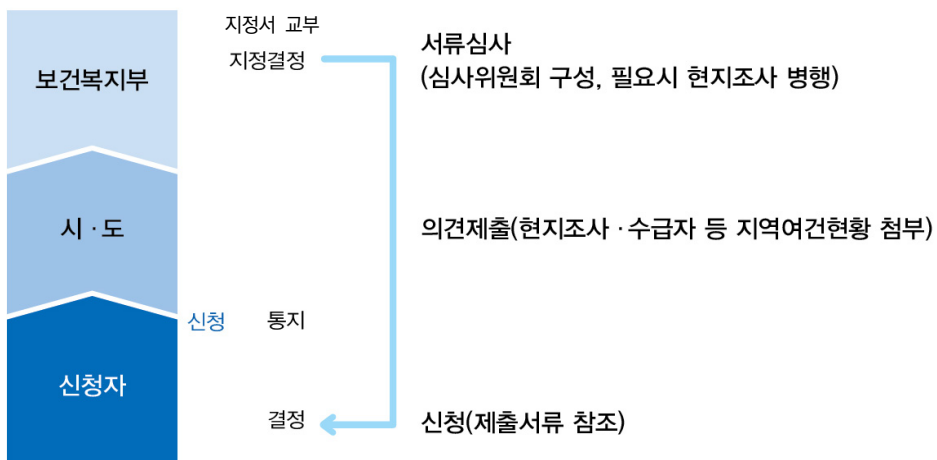 지정서 교부
보건복지부
지정결정
서류심사
(심사위원회 구성, 필요시 현지조사 병행)
시·도
의견제출(현지조사·수급자 등 지역여건현황 첨부)
신청
통지
신청자
결정
신청(제출서류 참조)